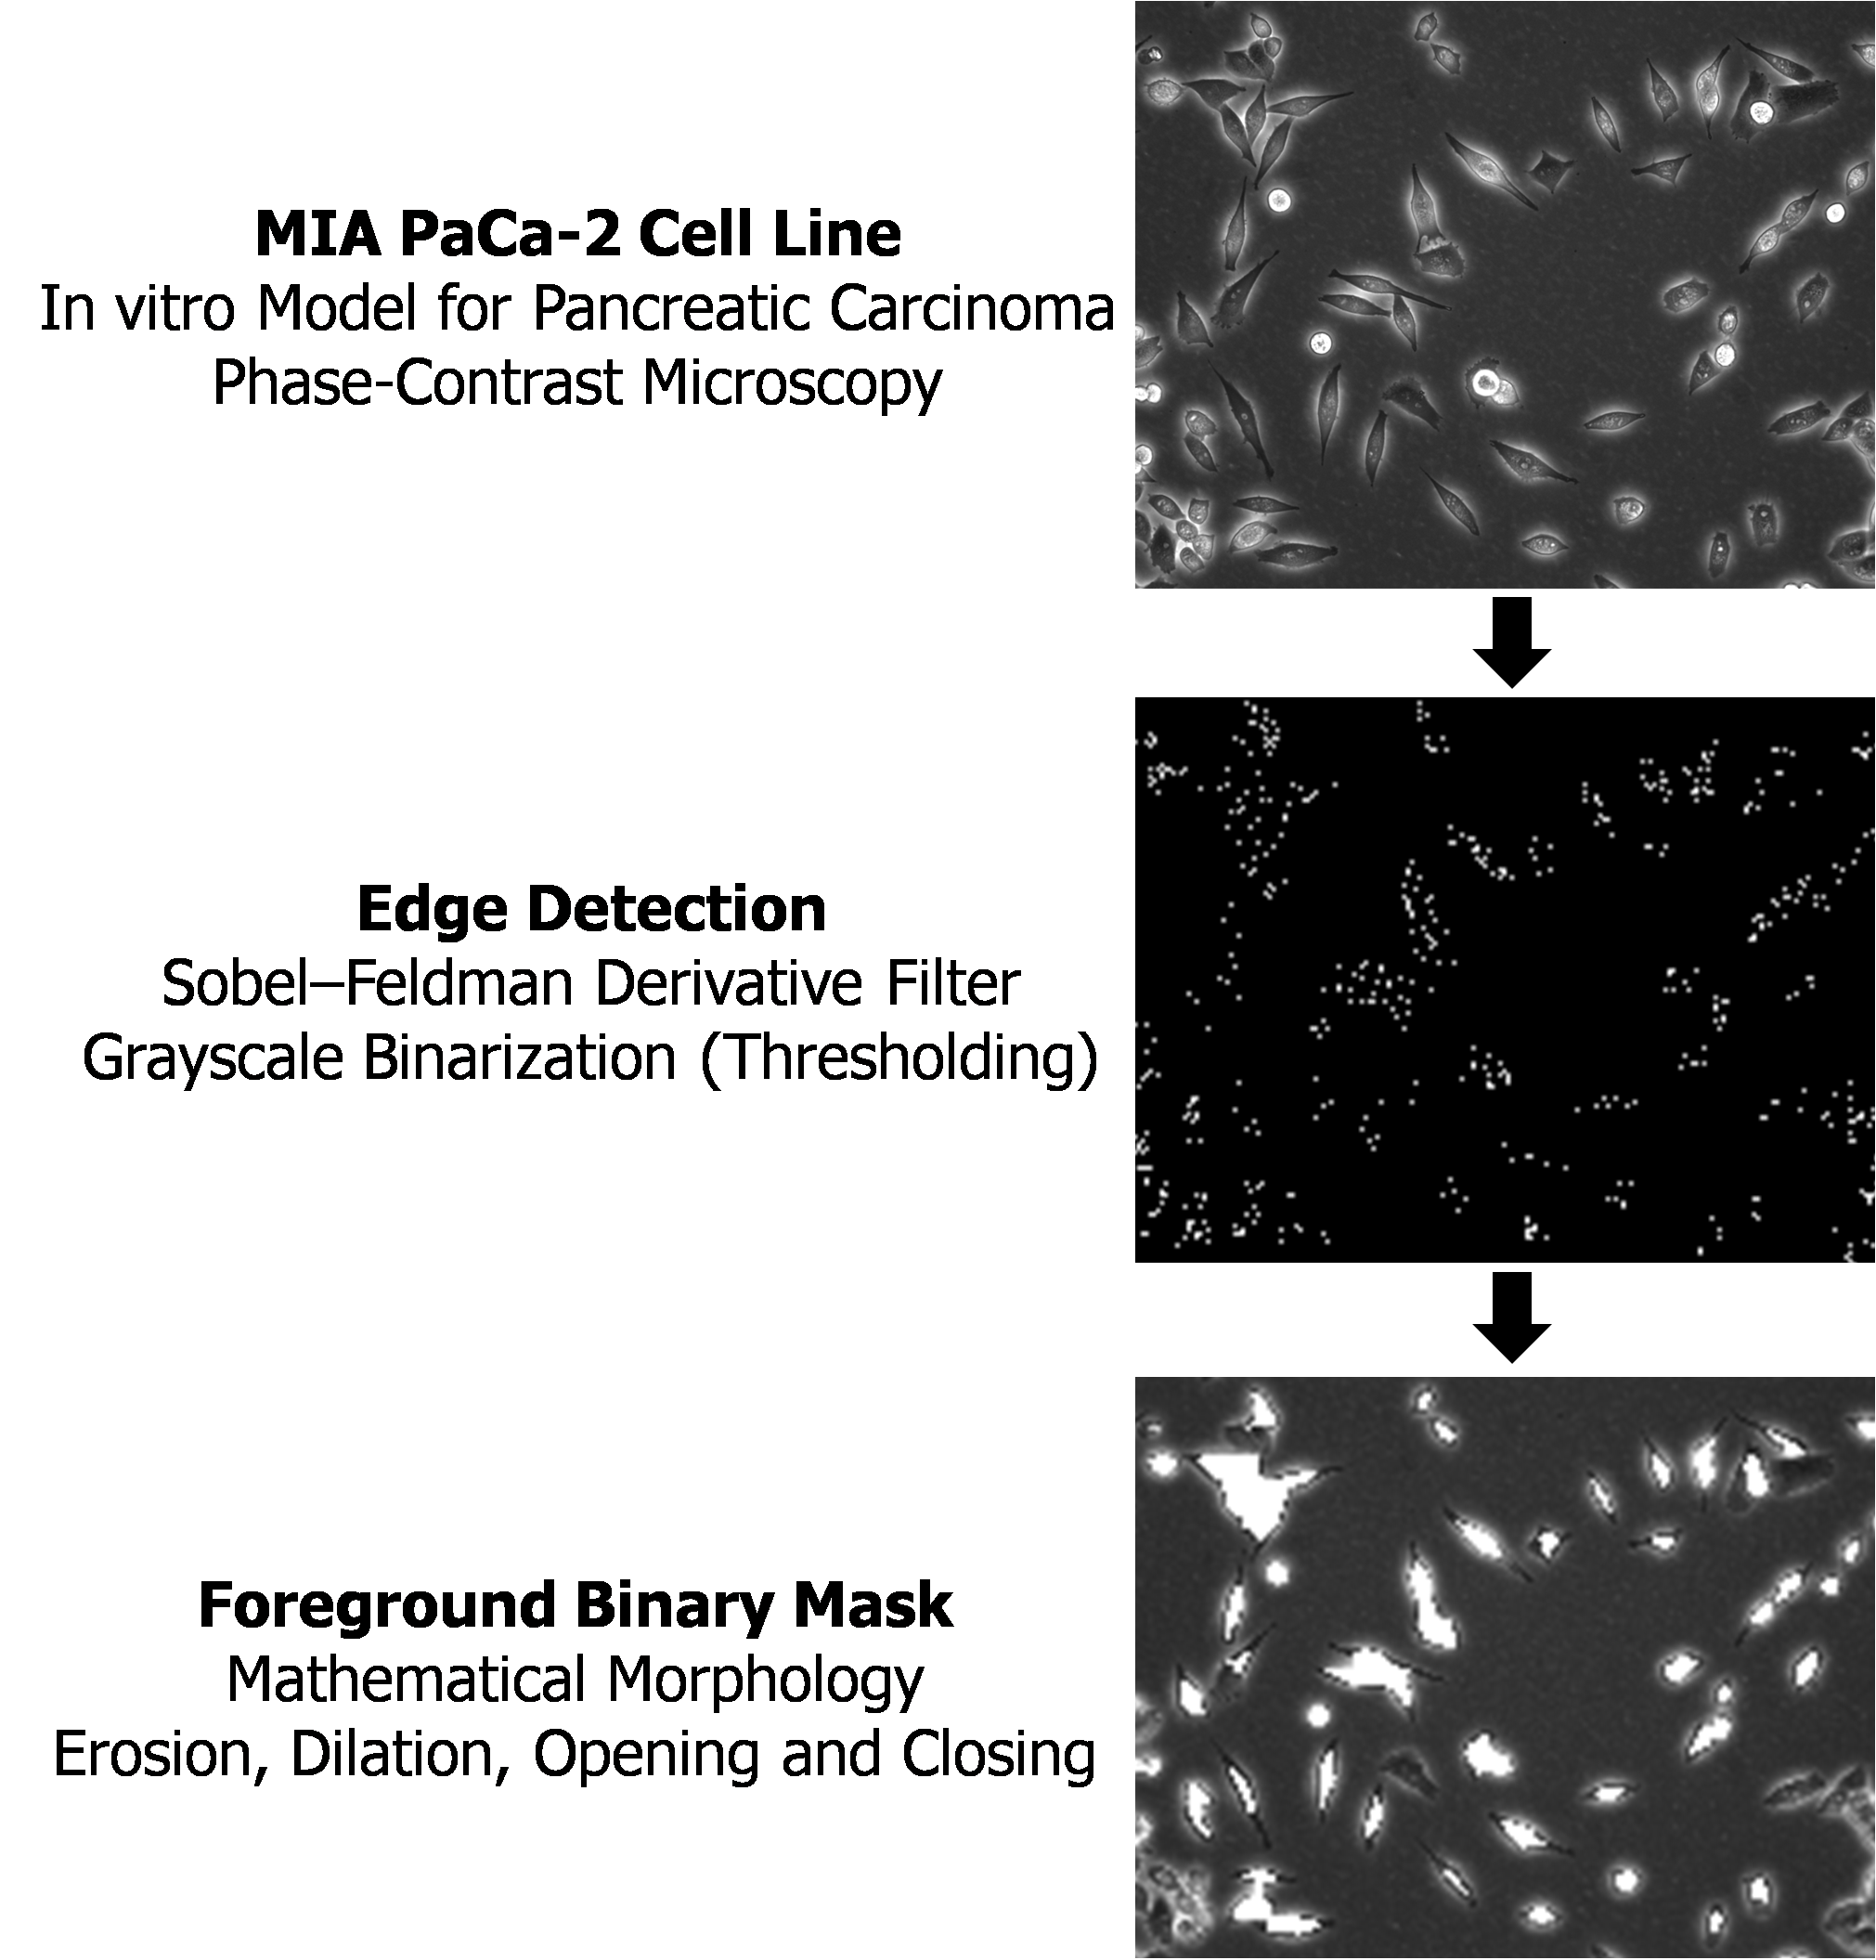 MIA PaCa-2 Cell Line
In vitro Model for Pancreatic Carcinoma
Phase-Contrast Microscopy
Edge Detection
Sobel–Feldman Derivative Filter
Grayscale Binarization (Thresholding)
Foreground Binary Mask
Mathematical Morphology
Erosion, Dilation, Opening and Closing